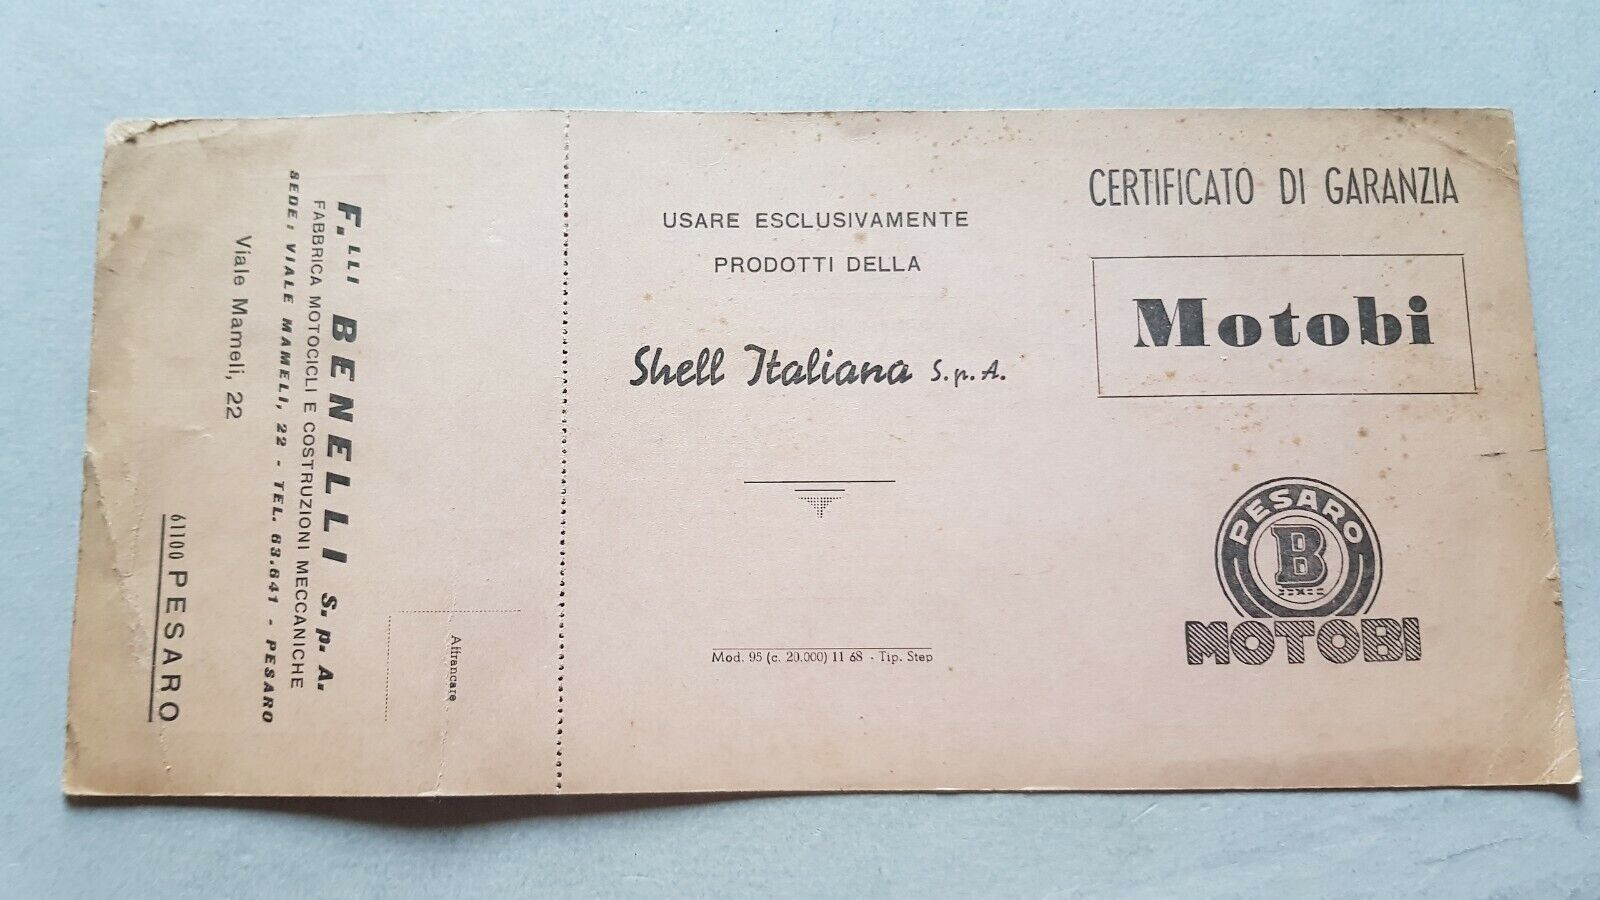 F.LLI BENELLI S.p.A.
FABBRICA MOTOCICLI E COSTRUZIONI MECCANICHE
SEDE: VIALE MAMELI, 22 - TEL. 63.641 - PESARO
Viale Mameli, 22
61100 PESARO
Affrancare
USARE ESCLUSIVAMENTE
PRODOTTI DELLA
Shell Italiana S.p.A.
Mod. 95 (c. 20.000) 11 68 - Tip. Step
CERTIFICATO DI GARANZIA
Motobi
PESARO
B
MOTOBI